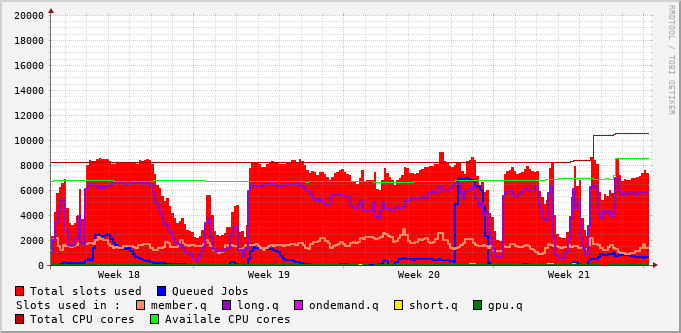 20000
18000
16000
14000
12000
10000
8000
6000
4000
2000
0
Week 18 Week 19 Week 20 Week 21
RRDTOOL / TOBI OETIKER
Total slots used Queued Jobs
Slots used in : member.q long.q ondemand.q short.q gpu.q
Total CPU cores Availale CPU cores